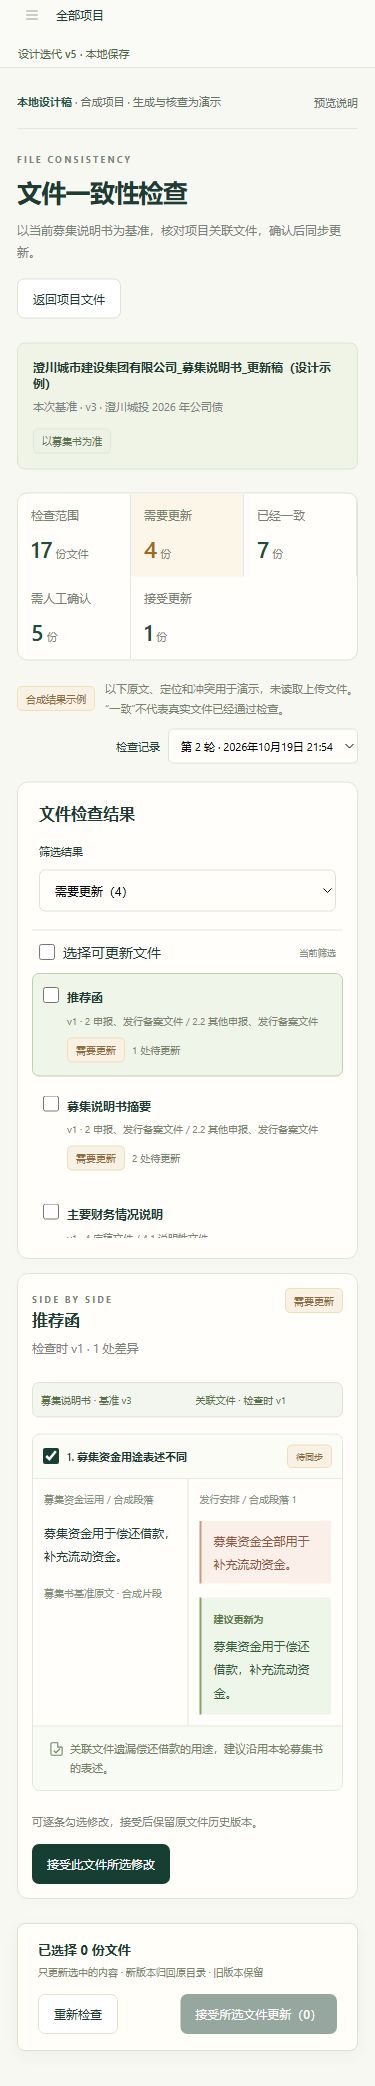 全部项目
设计迭代 v5 · 本地保存
本地设计稿 · 合成项目 · 生成与核查为演示
预览说明
FILE CONSISTENCY
文件一致性检查
以当前募集说明书为基准，核对项目关联文件，确认后同步更
新。
返回项目文件
澄川城市建设集团有限公司_募集说明书_更新稿（设计示
例）
本次基准 · v3 · 澄川城投 2026 年公司债
以募集书为准
检查范围
17 份文件
需要更新
4 份
已经一致
7 份
需人工确认
5 份
接受更新
1 份
合成结果示例
以下原文、定位和冲突用于演示，未读取上传文件。
“一致”不代表真实文件已经通过检查。
检查记录
第 2 轮 · 2026年10月19日 21:54
文件检查结果
筛选结果
需要更新（4）
选择可更新文件
当前筛选
推荐函
v1 · 2 申报、发行备案文件 / 2.2 其他申报、发行备案文件
需要更新
1 处待更新
募集说明书摘要
v1 · 2 申报、发行备案文件 / 2.2 其他申报、发行备案文件
需要更新
2 处待更新
主要财务情况说明
SIDE BY SIDE
推荐函
需要更新
检查时 v1 · 1 处差异
募集说明书 · 基准 v3
关联文件 · 检查时 v1
1. 募集资金用途表述不同
待同步
募集资金运用 / 合成段落
募集资金用于偿还借款，
补充流动资金。
募集书基准原文 · 合成片段
发行安排 / 合成段落 1
募集资金全部用于
补充流动资金。
建议更新为
募集资金用于偿还
借款，补充流动资
金。
关联文件遗漏偿还借款的用途，建议沿用本轮募集书
的表述。
可逐条勾选修改，接受后保留原文件历史版本。
接受此文件所选修改
已选择 0 份文件
只更新选中的内容 · 新版本归回原目录 · 旧版本保留
重新检查
接受所选文件更新（0）